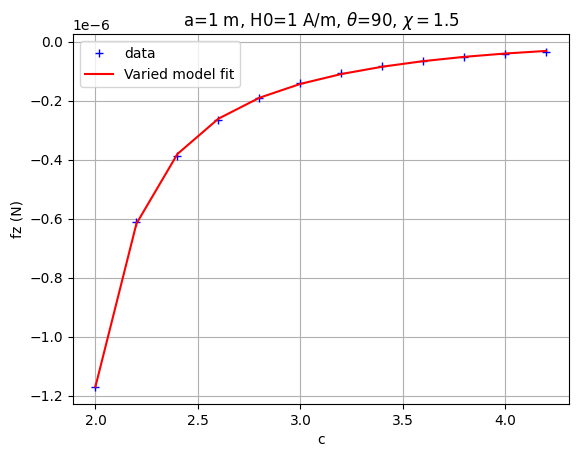 a=1 m, H0=1 A/m, θ=90, χ = 1.5
1e−6
data
Varied model fit
0.0
−0.2
−0.4
−0.6
−0.8
−1.0
−1.2
fz (N)
2.0 2.5 3.0 3.5 4.0
c